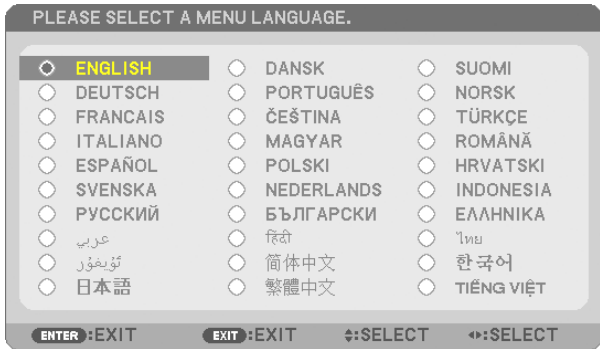 PLEASE SELECT A MENU LANGUAGE.
ENGLISH DANSK SUOMI
DEUTSCH PORTUGUÊS NORSK
FRANCAIS ČEŠTINA TÜRKÇE
ITALIANO MAGYAR ROMÂNĂ
ESPAÑOL POLSKI HRVATSKI
SVENSKA NEDERLANDS INDONESIA
РУССКИЙ БЪЛГАРСКИ ΕΛΛΗΝΙΚΑ
عربي हिंदी ไทย
ئۇيغۇر 简体中文 한국어
日本語 繁體中文 TIẾNG VIỆT
ENTER :EXIT EXIT :EXIT :SELECT :SELECT